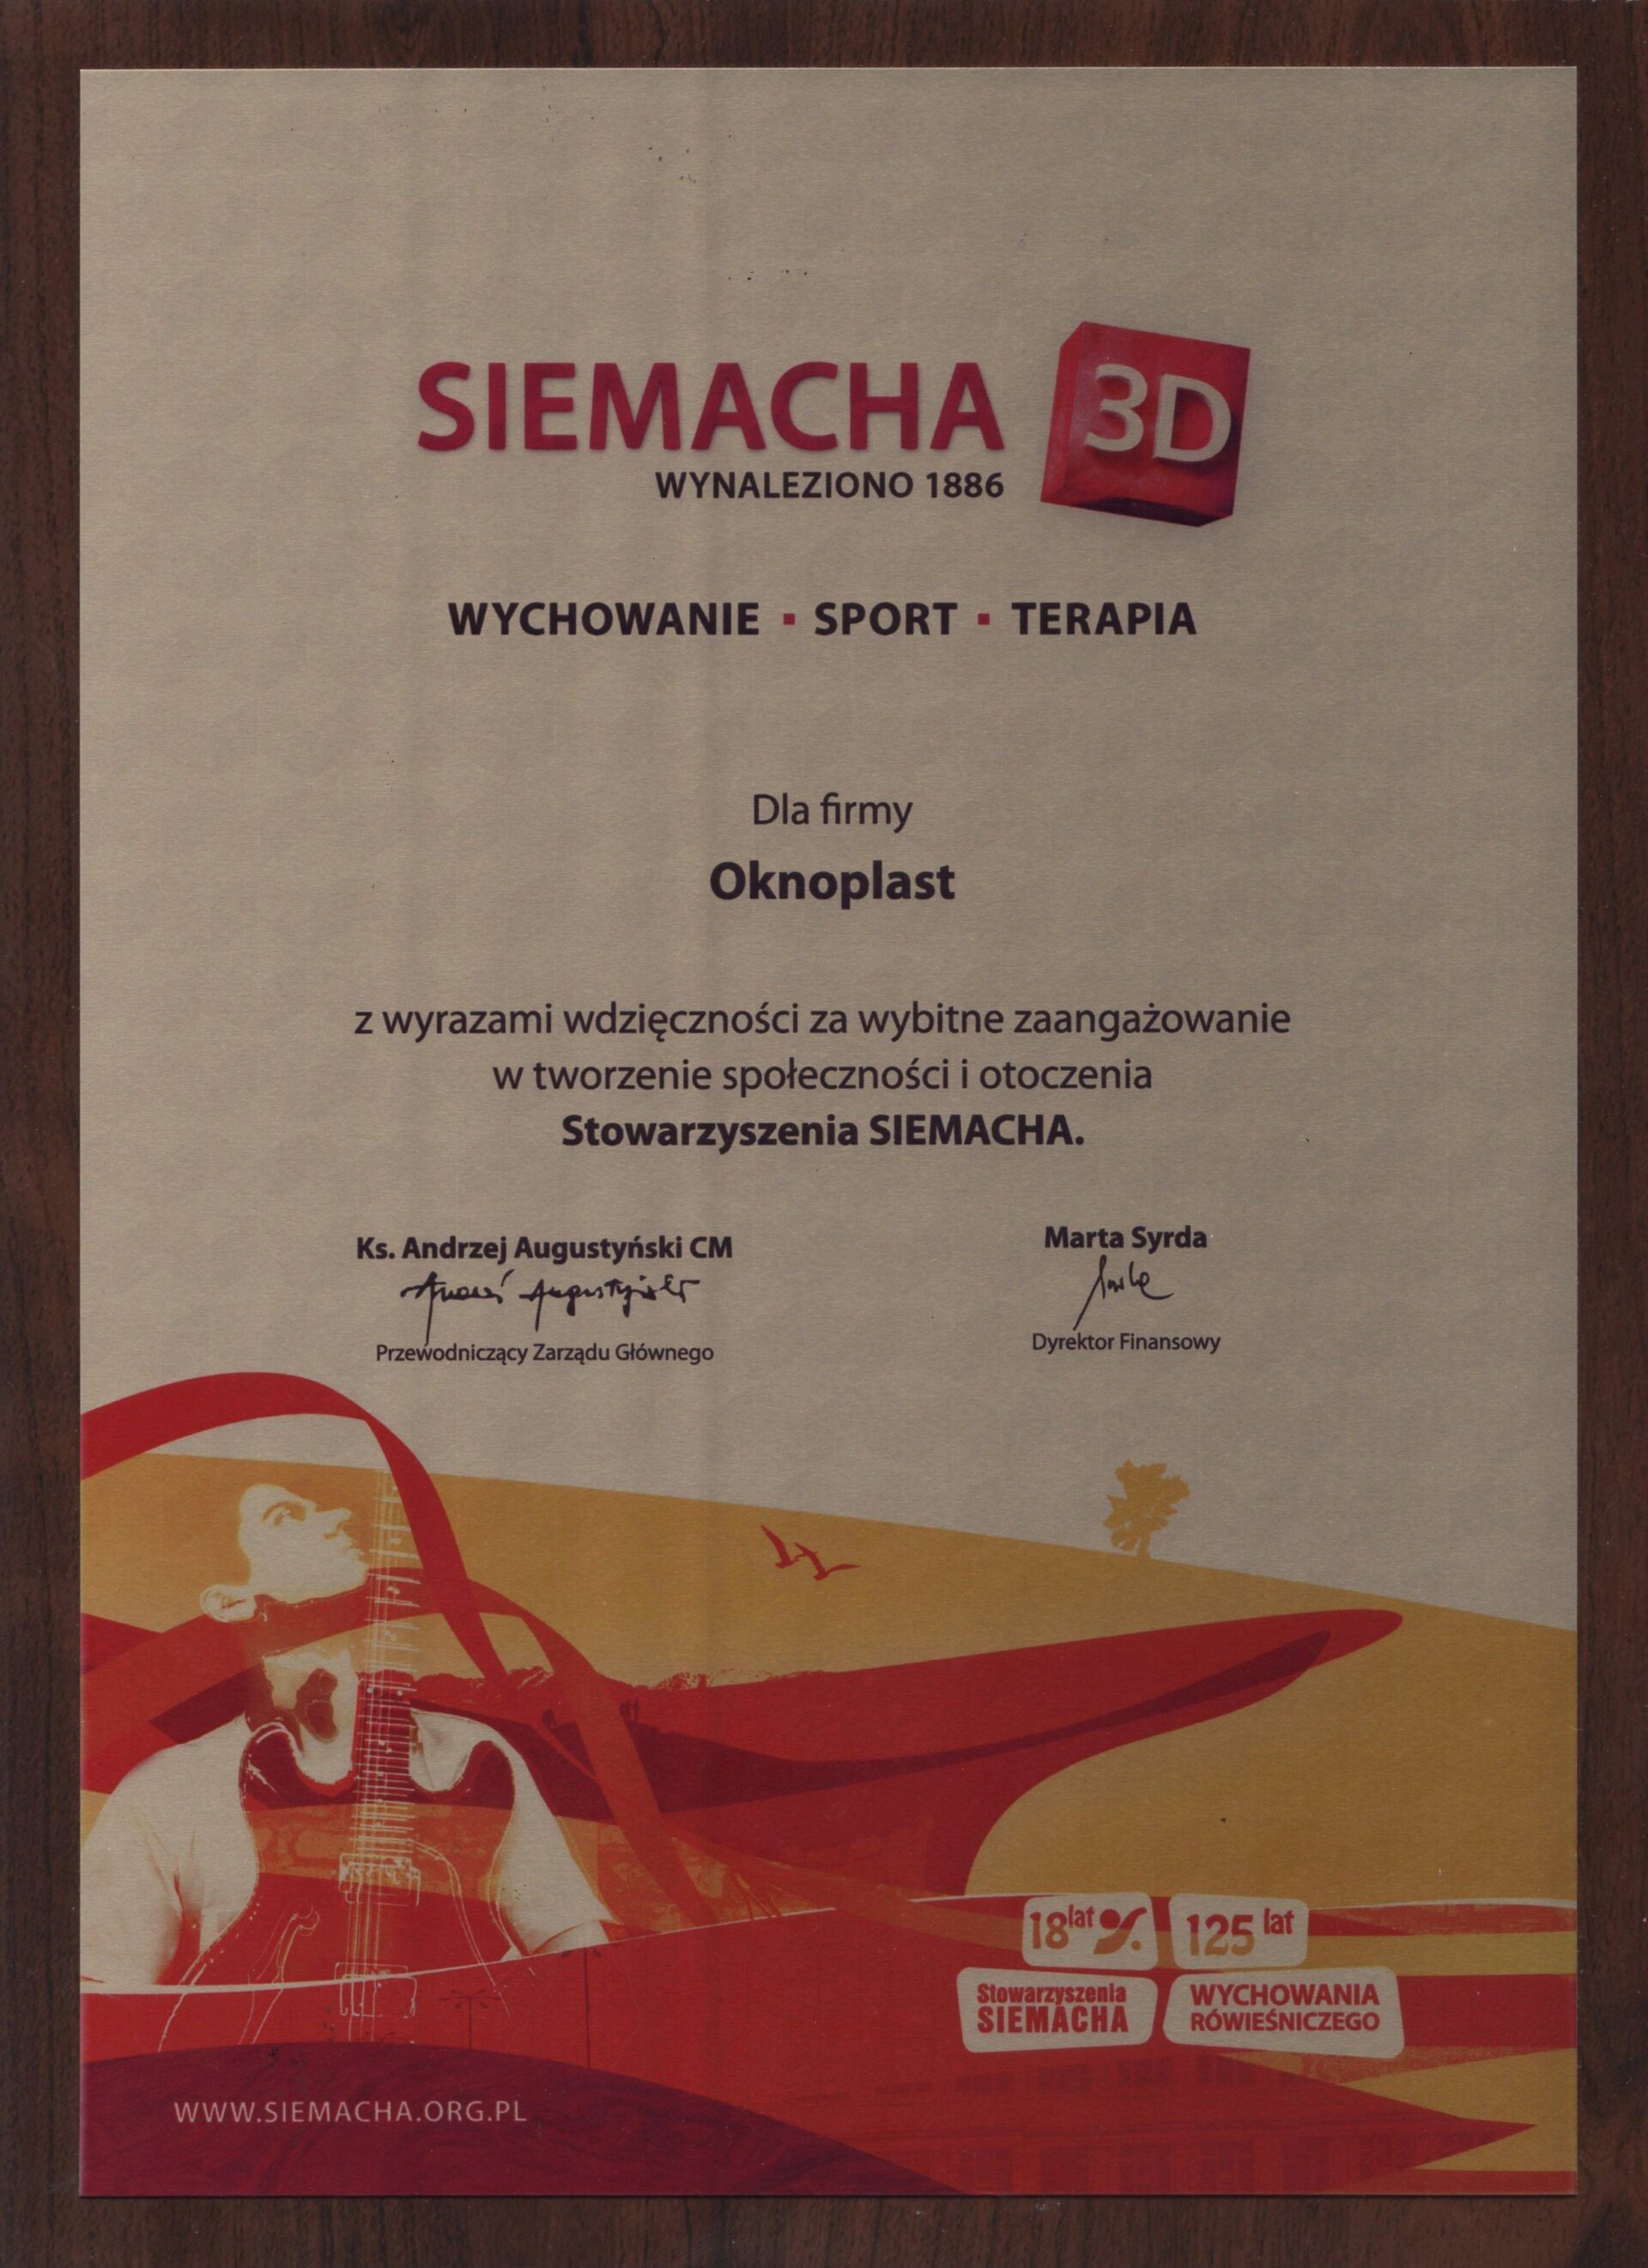 SIEMACHA 3D
WYNALEZIONO 1886
WYCHOWANIE ▪ SPORT ▪ TERAPIA
Dla firmy
Oknoplast
z wyrazami wdzięczności za wybitne zaangażowanie
w tworzenie społeczności i otoczenia
Stowarzyszenia SIEMACHA.
Ks. Andrzej Augustyński CM
Andrzej Augustyński
Przewodniczący Zarządu Głównego
Marta Syrda
Dyrektor Finansowy
18 lat
Stowarzyszenia
SIEMACHA
125 lat
WYCHOWANIA
RÓWIEŚNICZEGO
WWW.SIEMACHA.ORG.PL